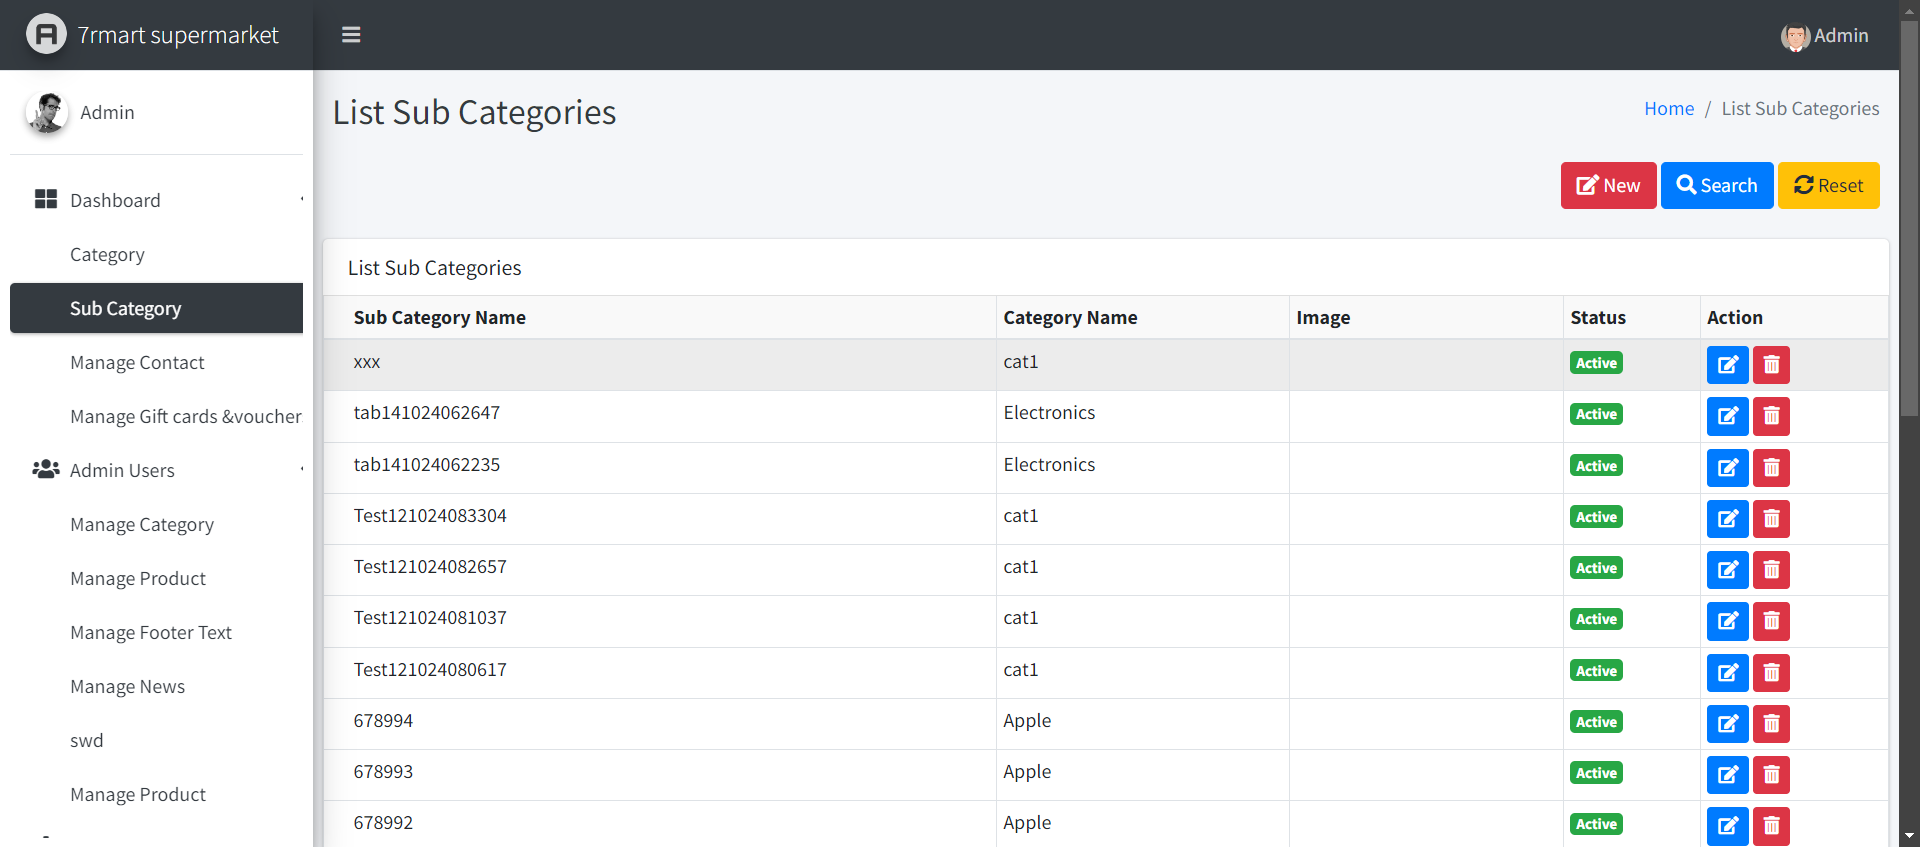 7rmart supermarket
Admin
Admin
List Sub Categories
Home / List Sub Categories
New
Search
Reset
Dashboard
Category
Sub Category
Manage Contact
Manage Gift cards &voucher
Admin Users
Manage Category
Manage Product
Manage Footer Text
Manage News
swd
Manage Product
List Sub Categories
Sub Category Name Category Name Image Status Action
xxx cat1 Active
tab141024062647 Electronics Active
tab141024062235 Electronics Active
Test121024083304 cat1 Active
Test121024082657 cat1 Active
Test121024081037 cat1 Active
Test121024080617 cat1 Active
678994 Apple Active
678993 Apple Active
678992 Apple Active